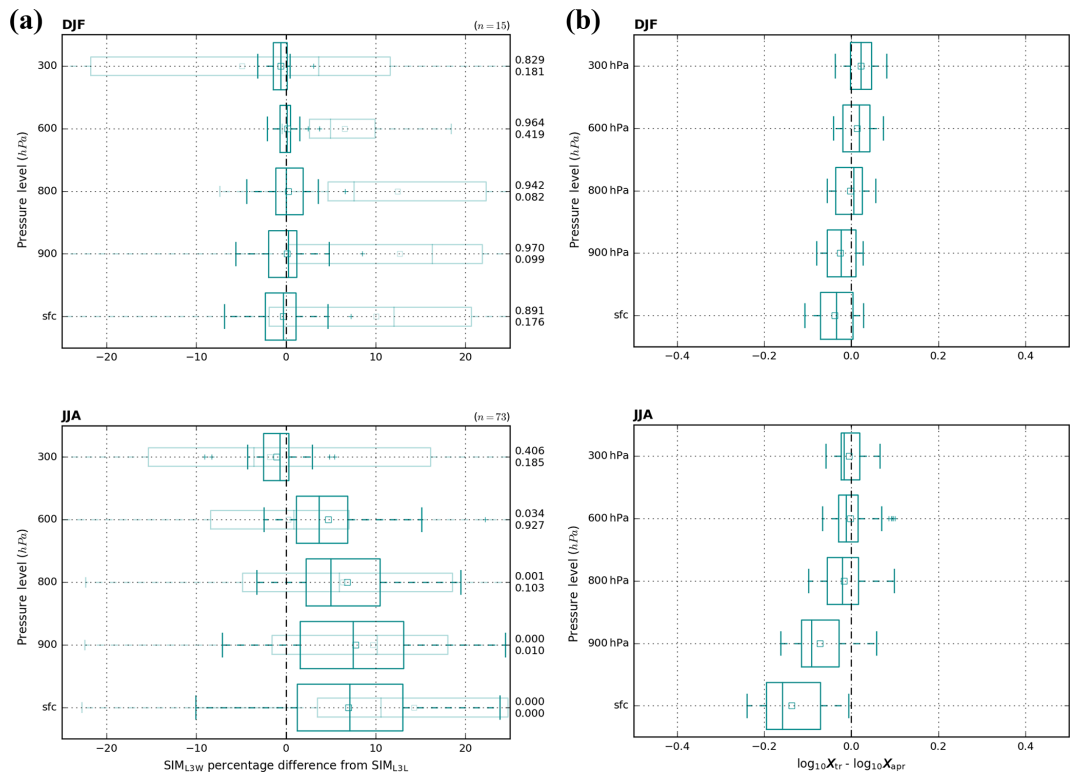 (a)
DJF
(n = 15)
Pressure level (hPa)
300
600
800
900
sfc
0.829
0.181
0.964
0.419
0.942
0.082
0.970
0.099
0.891
0.176
−20
−10
0
10
20
JJA
(n = 73)
Pressure level (hPa)
300
600
800
900
sfc
0.406
0.185
0.034
0.927
0.001
0.103
0.000
0.010
0.000
0.000
−20
−10
0
10
20
SIM_L3W percentage difference from SIM_L3L
(b)
DJF
Pressure level (hPa)
300 hPa
600 hPa
800 hPa
900 hPa
sfc
−0.4
−0.2
0.0
0.2
0.4
JJA
Pressure level (hPa)
300 hPa
600 hPa
800 hPa
900 hPa
sfc
−0.4
−0.2
0.0
0.2
0.4
log₁₀X_tr - log₁₀X_apr